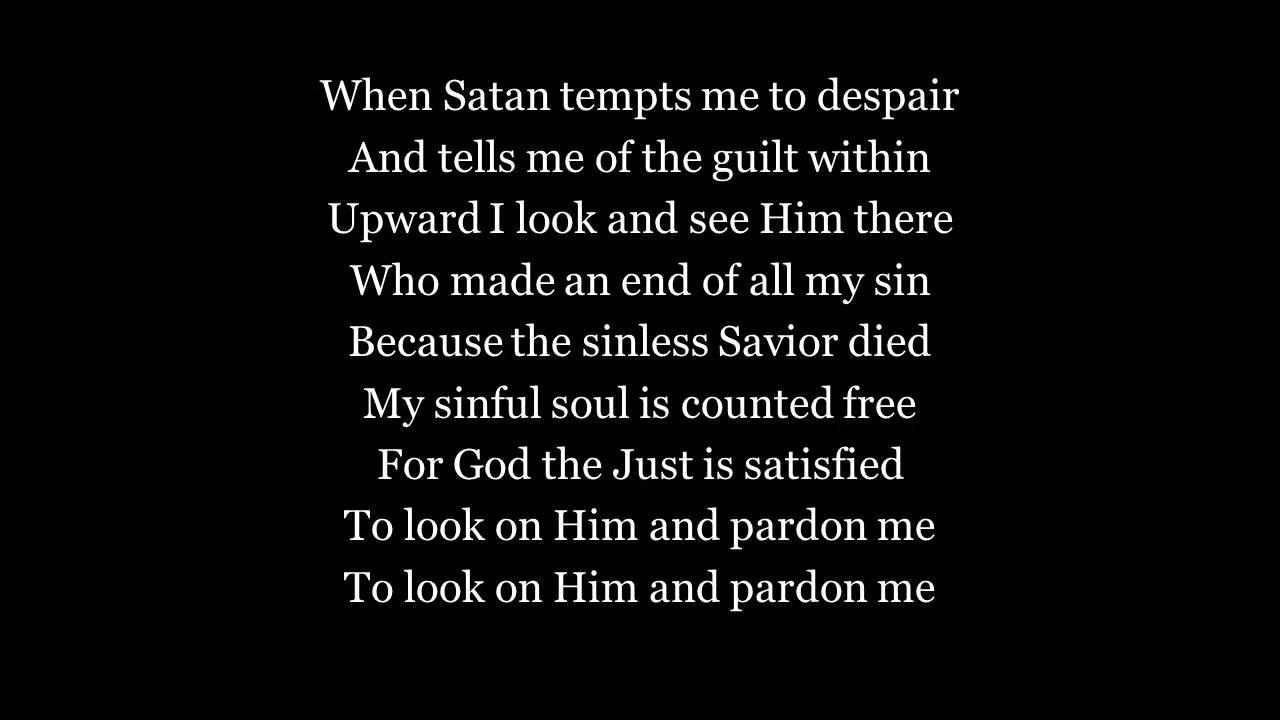 When Satan tempts me to despair
And tells me of the guilt within
Upward I look and see Him there
Who made an end of all my sin
Because the sinless Savior died
My sinful soul is counted free
For God the Just is satisfied
To look on Him and pardon me
To look on Him and pardon me